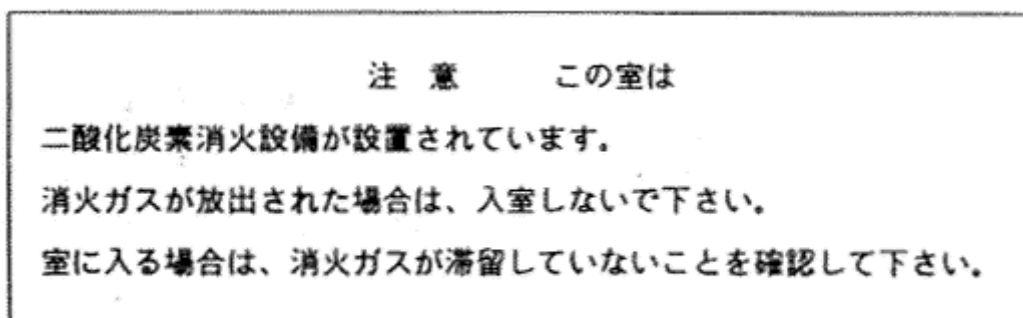 注 意 この室は
二酸化炭素消火設備が設置されています。
消火ガスが放出された場合は、入室しないで下さい。
室に入る場合は、消火ガスが滞留していないことを確認して下さい。